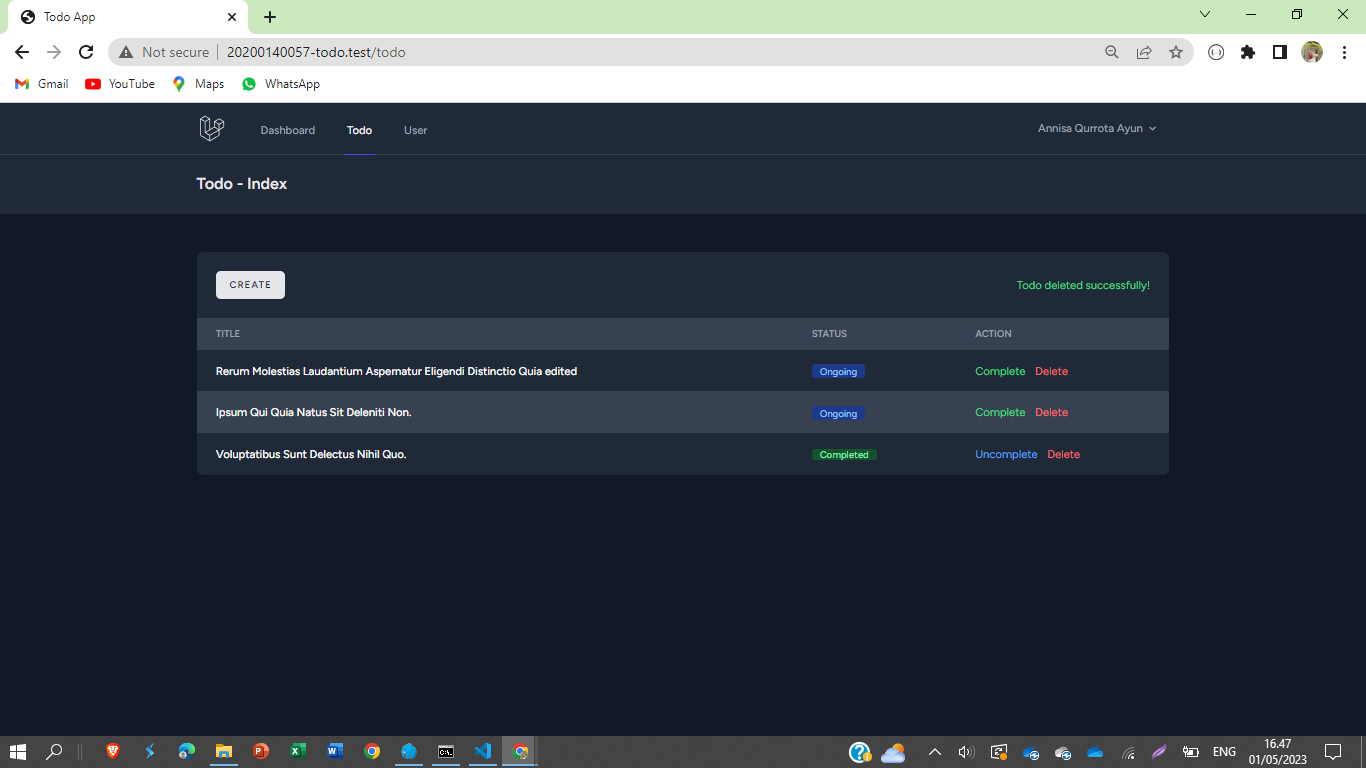 Todo App
Not secure 20200140057-todo.test/todo
Gmail YouTube Maps WhatsApp
Dashboard Todo User Annisa Qurrota Ayun
Todo - Index
CREATE Todo deleted successfully!
TITLE STATUS ACTION
Rerum Molestias Laudantium Aspernatur Eligendi Distinctio Quia edited Ongoing Complete Delete
Ipsum Qui Quia Natus Sit Deleniti Non. Ongoing Complete Delete
Voluptatibus Sunt Delectus Nihil Quo. Completed Uncomplete Delete
ENG 16.47
01/05/2023